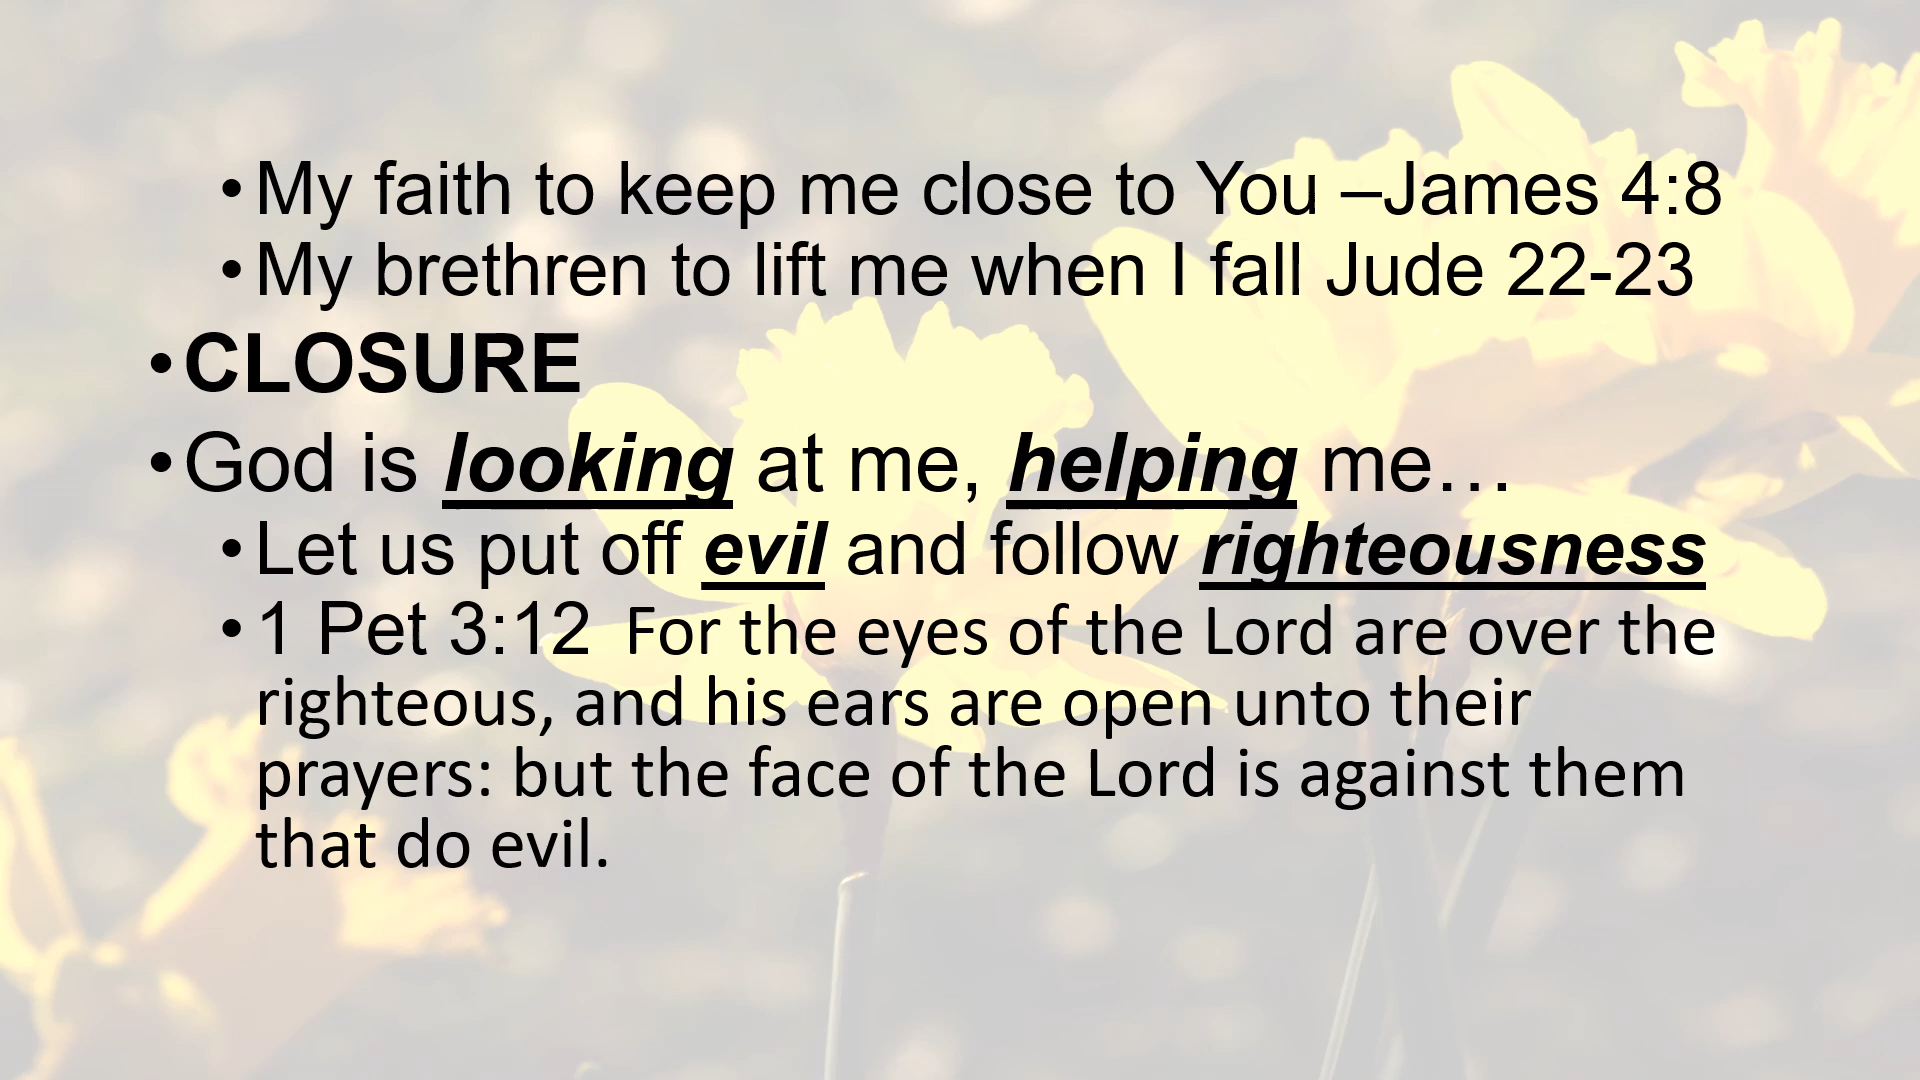 •My faith to keep me close to You –James 4:8
•My brethren to lift me when I fall Jude 22-23
•CLOSURE
•God is looking at me, helping me…
•Let us put off evil and follow righteousness
•1 Pet 3:12 For the eyes of the Lord are over the
righteous, and his ears are open unto their
prayers: but the face of the Lord is against them
that do evil.